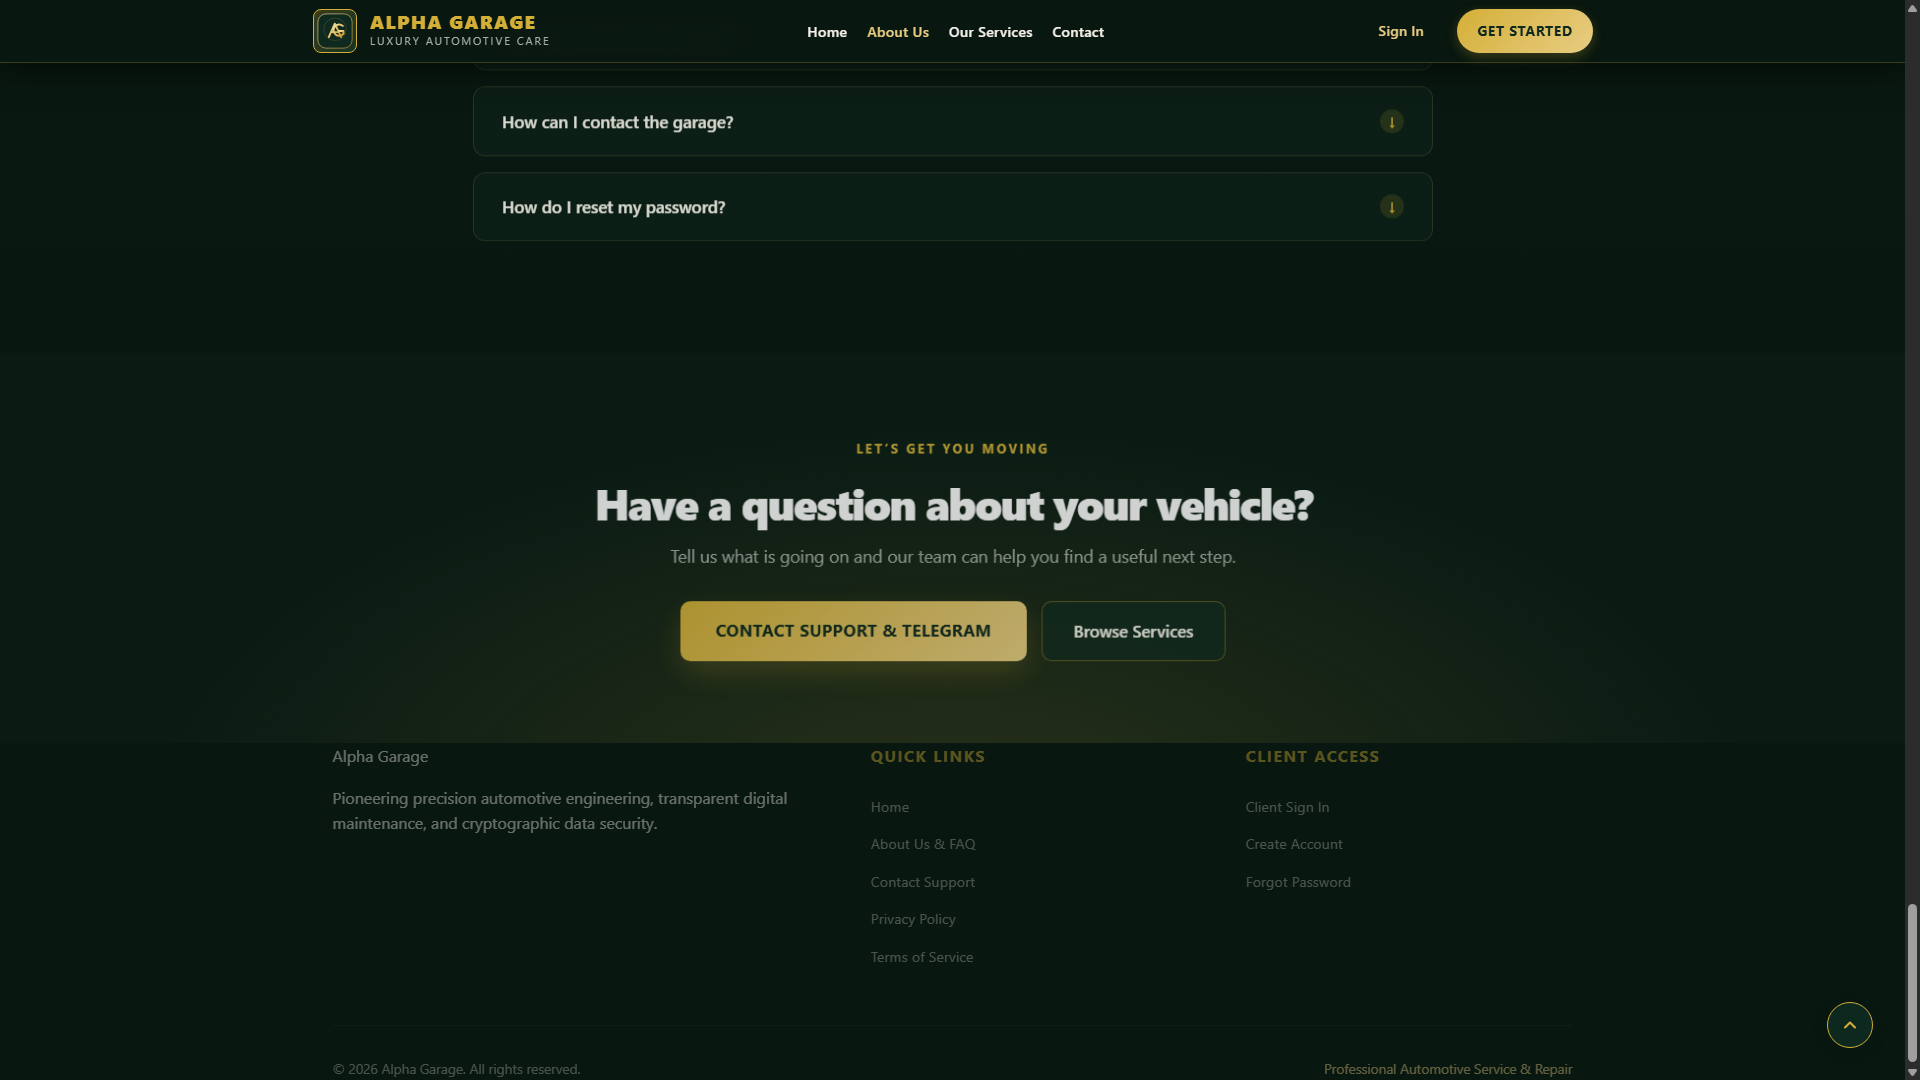 ALPHA GARAGE
LUXURY AUTOMOTIVE CARE
Home
About Us
Our Services
Contact
Sign In
GET STARTED
How can I contact the garage?
How do I reset my password?
LET'S GET YOU MOVING
Have a question about your vehicle?
Tell us what is going on and our team can help you find a useful next step.
CONTACT SUPPORT & TELEGRAM
Browse Services
Alpha Garage
Pioneering precision automotive engineering, transparent digital
maintenance, and cryptographic data security.
QUICK LINKS
Home
About Us & FAQ
Contact Support
Privacy Policy
Terms of Service
CLIENT ACCESS
Client Sign In
Create Account
Forgot Password
© 2026 Alpha Garage. All rights reserved.
Professional Automotive Service & Repair